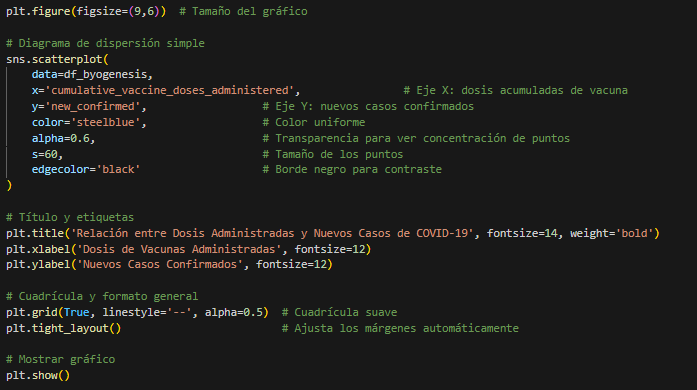 plt.figure(figsize=(9,6))  # Tamaño del gráfico

# Diagrama de dispersión simple
sns.scatterplot(
    data=df_byogenesis,
    x='cumulative_vaccine_doses_administered',                # Eje X: dosis acumuladas de vacuna
    y='new_confirmed',                  # Eje Y: nuevos casos confirmados
    color='steelblue',                  # Color uniforme
    alpha=0.6,                          # Transparencia para ver concentración de puntos
    s=60,                               # Tamaño de los puntos
    edgecolor='black'                   # Borde negro para contraste
)

# Título y etiquetas
plt.title('Relación entre Dosis Administradas y Nuevos Casos de COVID-19', fontsize=14, weight='bold')
plt.xlabel('Dosis de Vacunas Administradas', fontsize=12)
plt.ylabel('Nuevos Casos Confirmados', fontsize=12)

# Cuadrícula y formato general
plt.grid(True, linestyle='--', alpha=0.5)  # Cuadrícula suave
plt.tight_layout()                         # Ajusta los márgenes automáticamente

# Mostrar gráfico
plt.show()